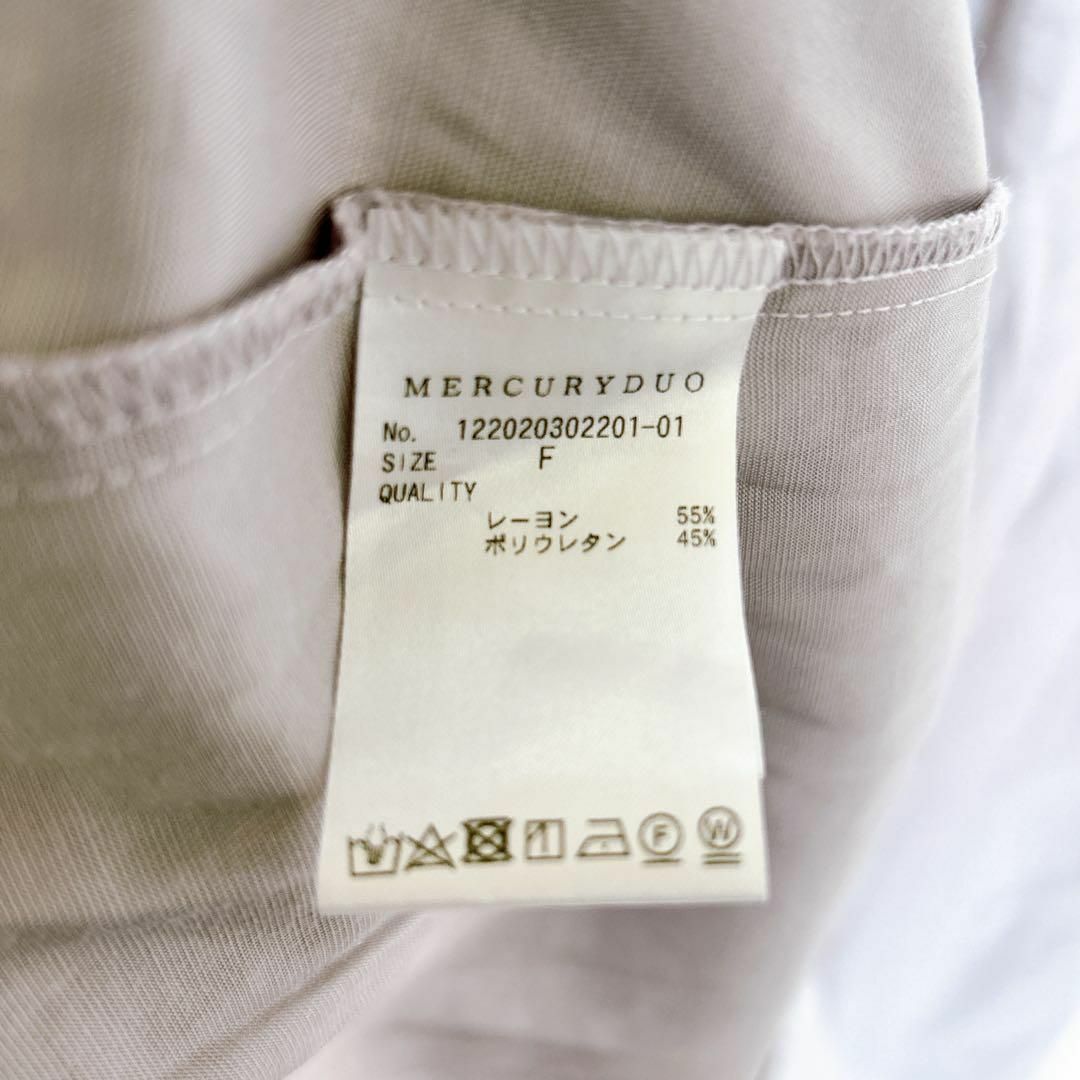 MERCURYDUO
No. 122020302201-01
SIZE F
QUALITY
レーヨン 55%
ポリウレタン 45%
F W